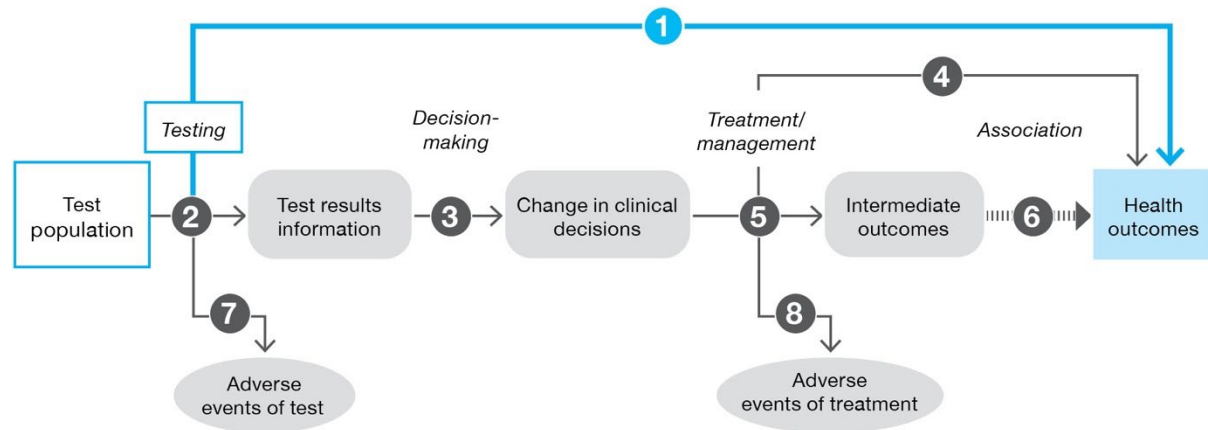 1
4
Testing
Decision-
making
Treatment/
management
Association
Test
population
2
Test results
information
3
Change in clinical
decisions
5
Intermediate
outcomes
6
Health
outcomes
7
8
Adverse
events of test
Adverse
events of treatment